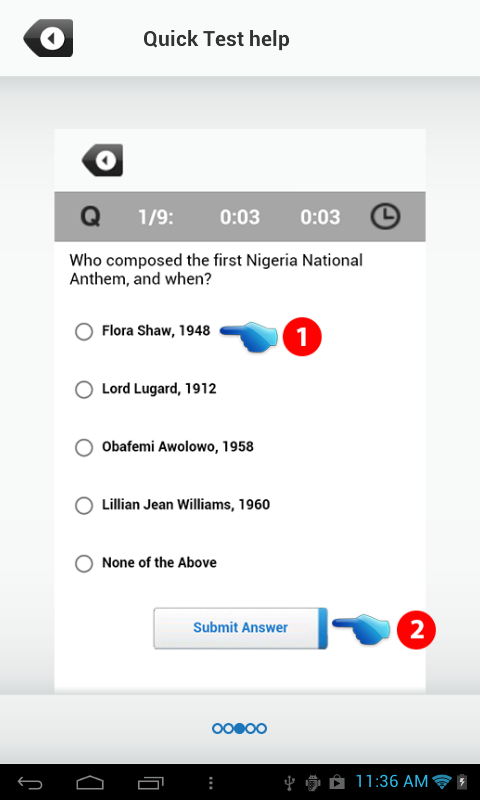 Quick Test help
Q 1/9: 0:03 0:03
Who composed the first Nigeria National
Anthem, and when?
Flora Shaw, 1948
1
Lord Lugard, 1912
Obafemi Awolowo, 1958
Lillian Jean Williams, 1960
None of the Above
Submit Answer
2
11:36 AM